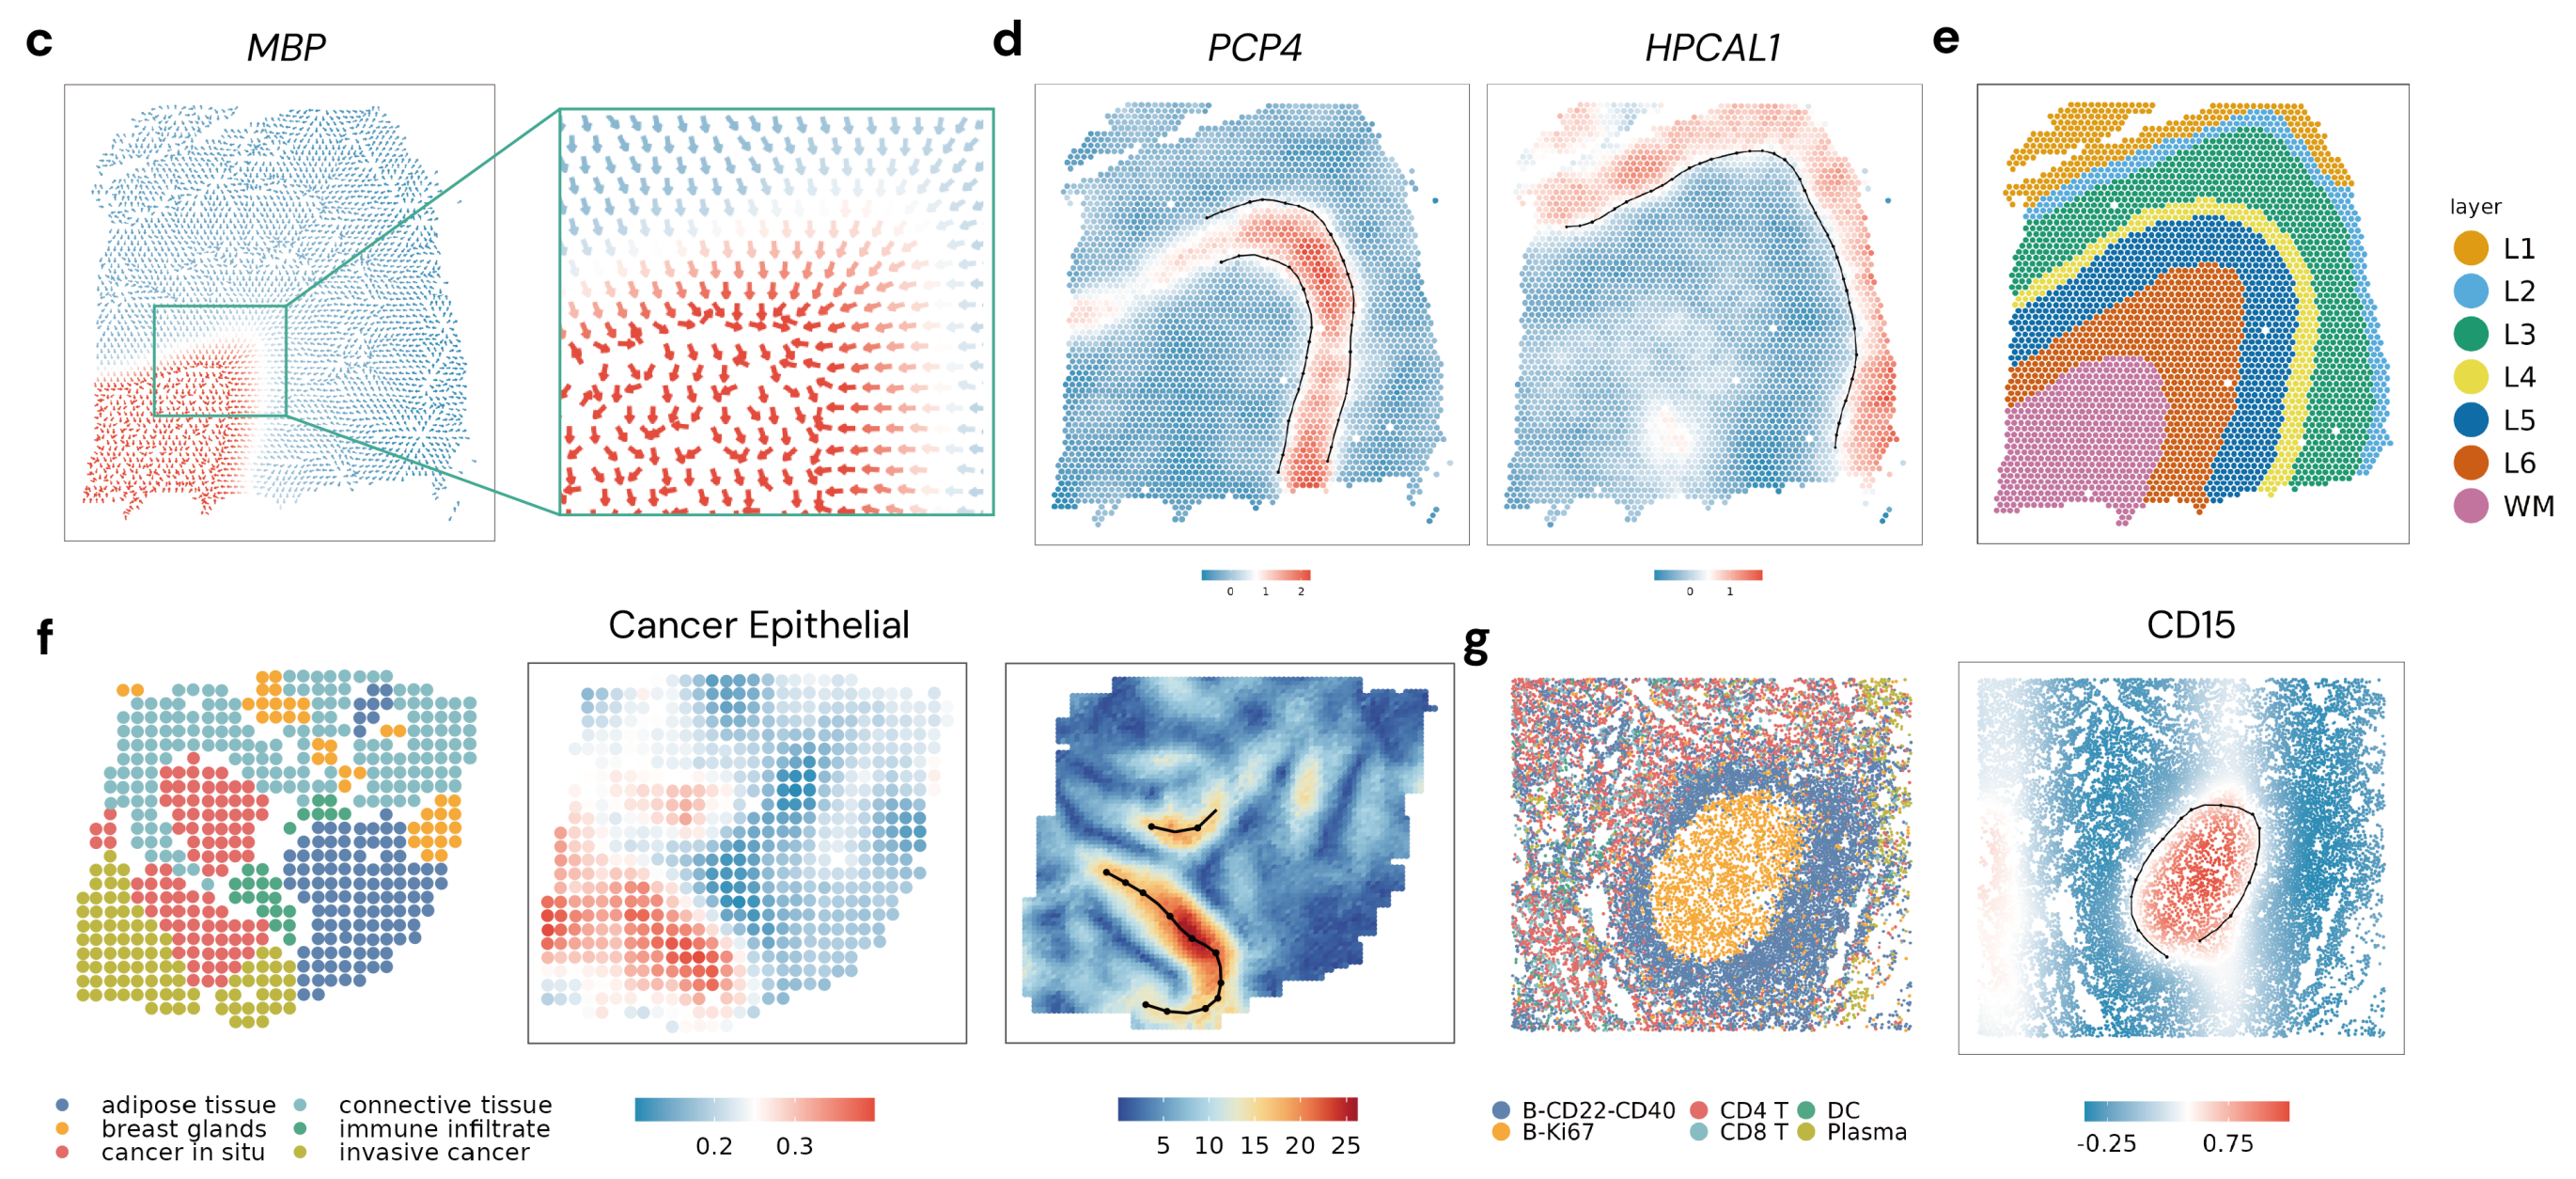 c
MBP
d
PCP4
HPCAL1
e
layer
L1
L2
L3
L4
L5
L6
WM
0 1 2
0 1
f
Cancer Epithelial
g
CD15
adipose tissue
breast glands
cancer in situ
connective tissue
immune infiltrate
invasive cancer
0.2 0.3
5 10 15 20 25
B-CD22-CD40
B-Ki67
CD4 T
CD8 T
DC
Plasma
-0.25 0.75